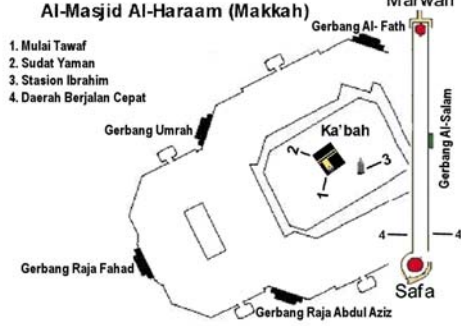 Al-Masjid Al-Haraam (Makkah)
Marwah
Gerbang Al- Fath
1. Mulai Tawaf
2. Sudat Yaman
3. Stasion Ibrahim
4. Daerah Berjalan Cepat
Gerbang Umrah
Ka'bah
2
3
1
Gerbang Al-Salam
4
4
Gerbang Raja Fahad
Safa
Gerbang Raja Abdul Aziz